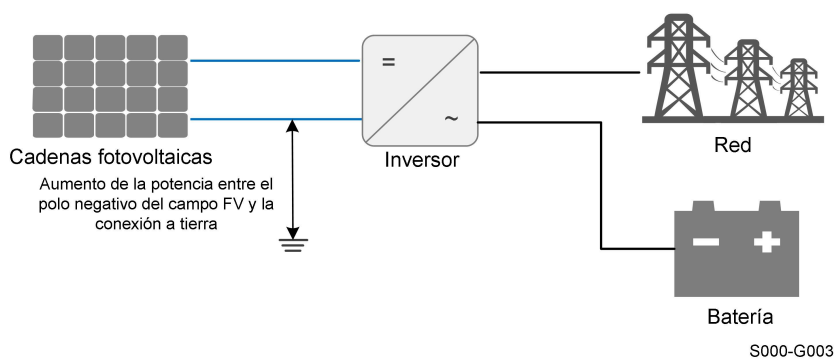 Cadenas fotovoltaicas
Aumento de la potencia entre el
polo negativo del campo FV y la
conexión a tierra
=
~
Inversor
Red
− +
Batería
S000-G003